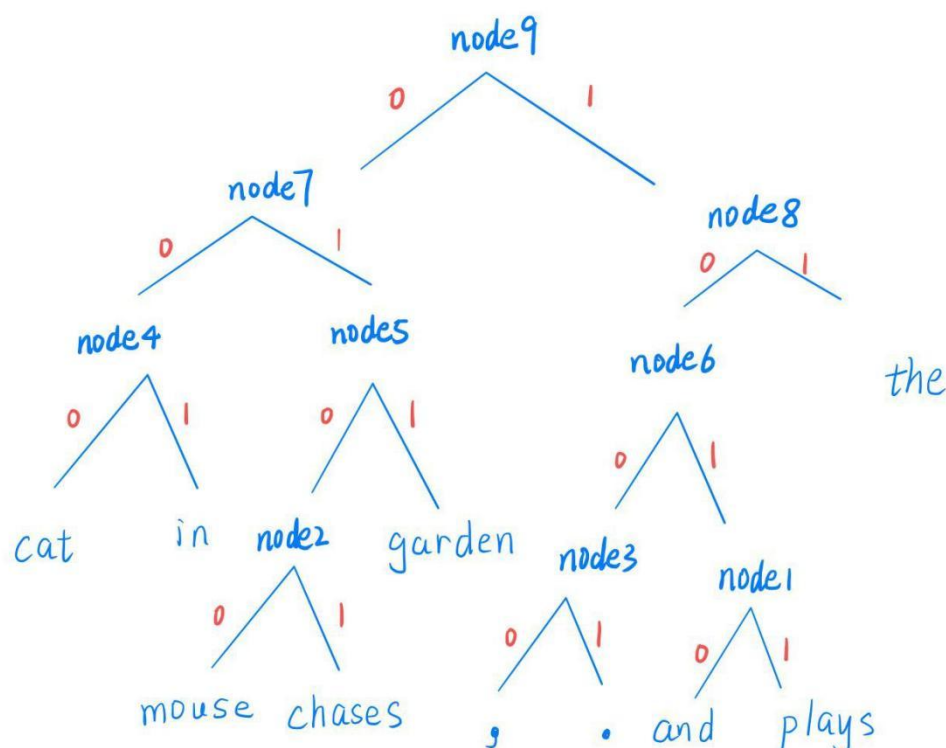 node9
0 1
node7
node8
0 1
0 1
node4 node5
node6
the
0 1 0 1
0 1
cat in node2 garden
node3 node1
0 1 0 1 0 1
mouse chases , . and plays